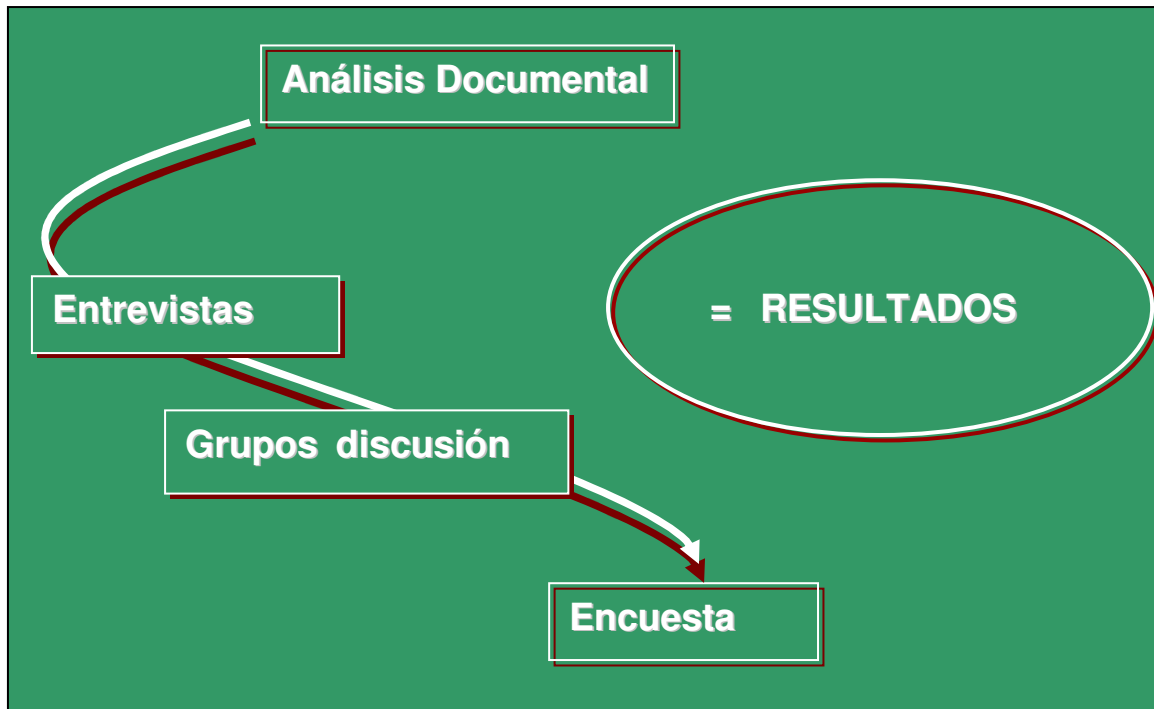 Análisis Documental
Entrevistas
= RESULTADOS
Grupos discusión
Encuesta